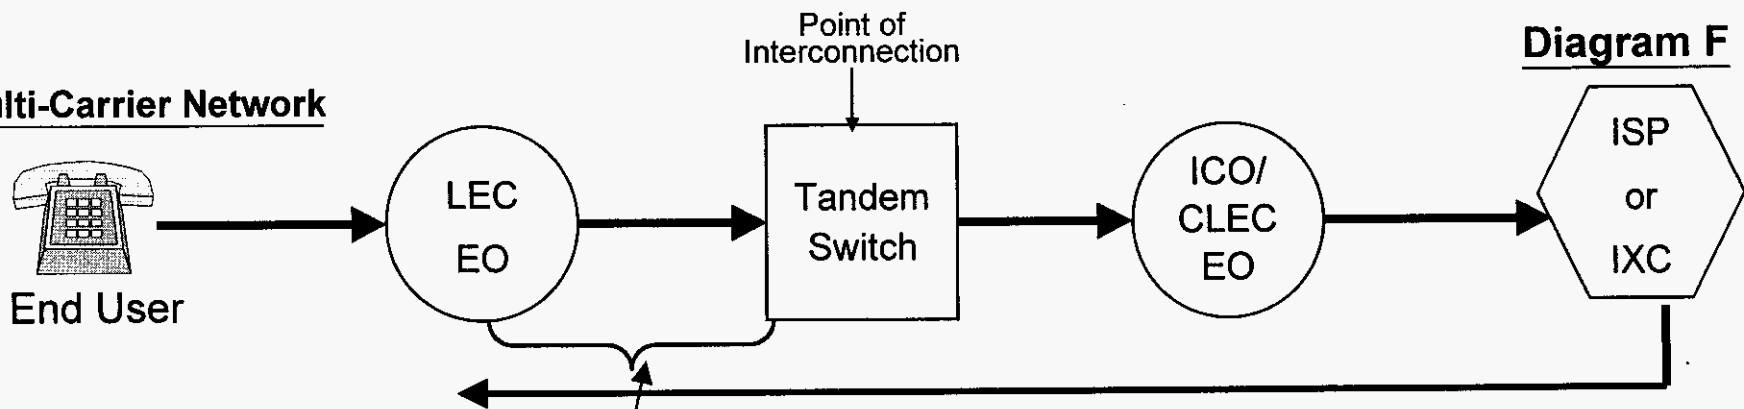 Point of
Interconnection
Diagram F
lti-Carrier Network
End User
LEC
EO
Tandem
Switch
ICO/
CLEC
EO
ISP
or
IXC